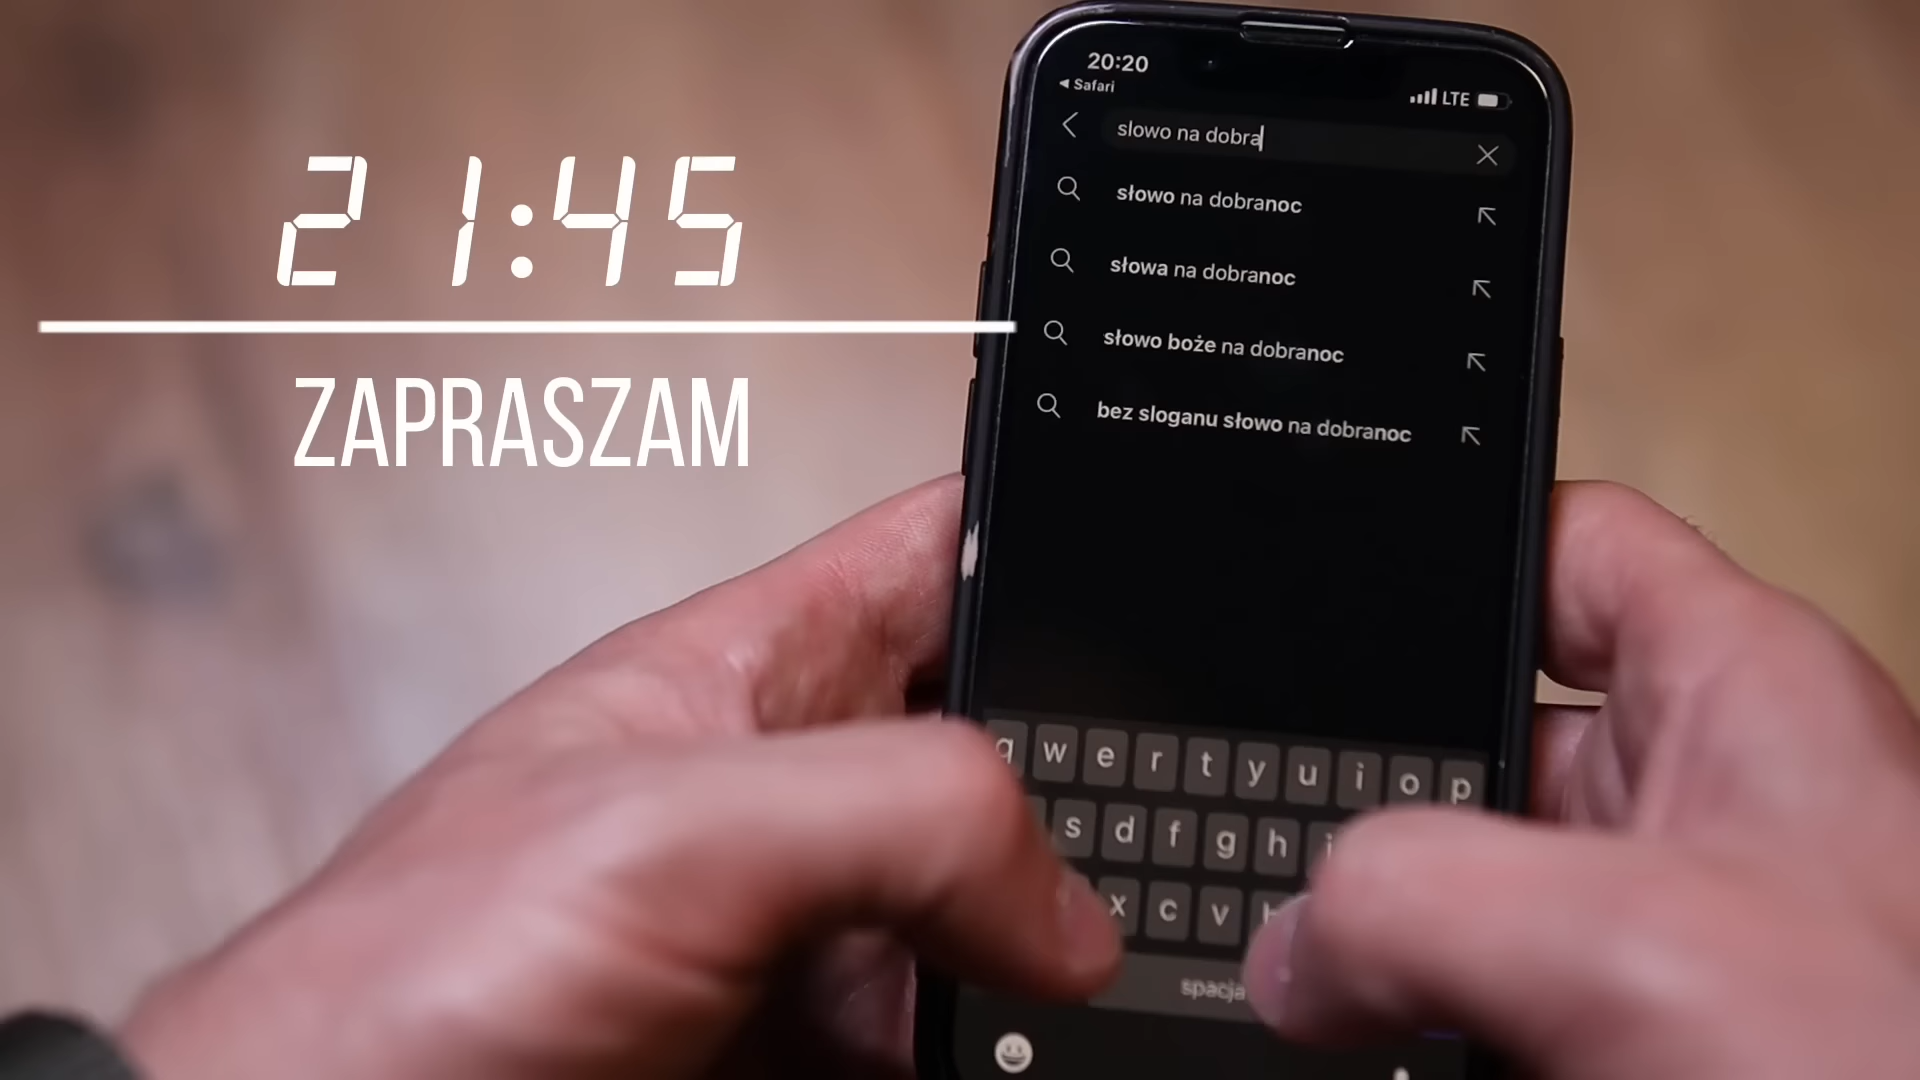 21:45
ZAPRASZAM
20:20
Safari
LTE
slowo na dobra
słowo na dobranoc
słowa na dobranoc
słowo boże na dobranoc
bez sloganu słowo na dobranoc
q w e r t y u i o p
s d f g h
x c v
spacja